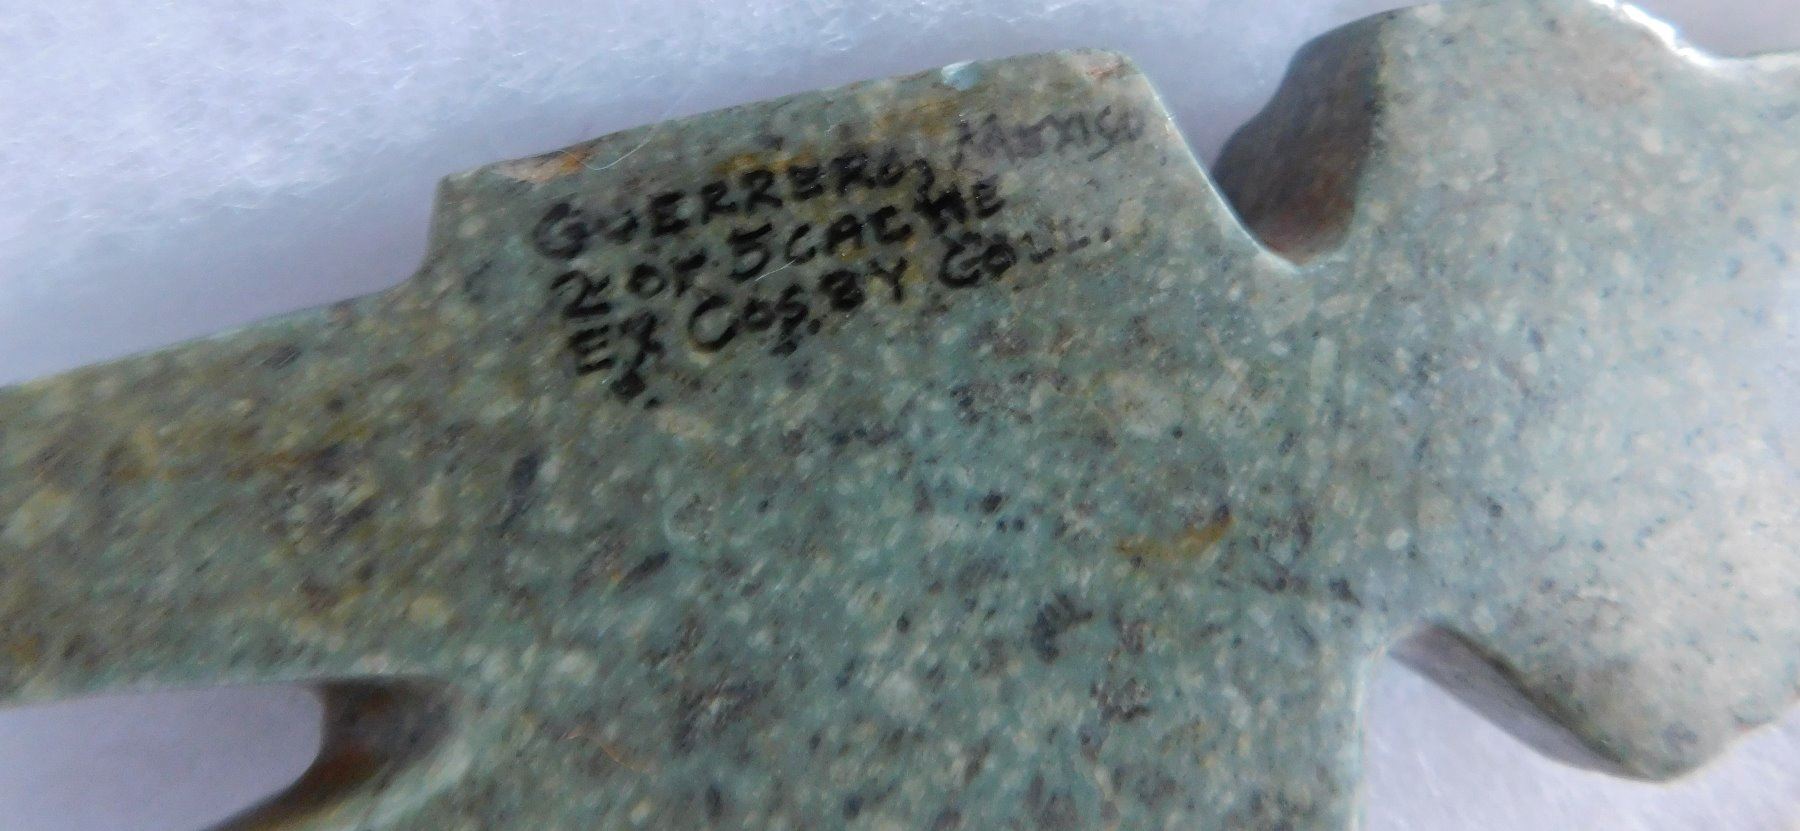 GUERRERO, MEXICO
2 OF 5 CACHE
EX COSBY COLL.